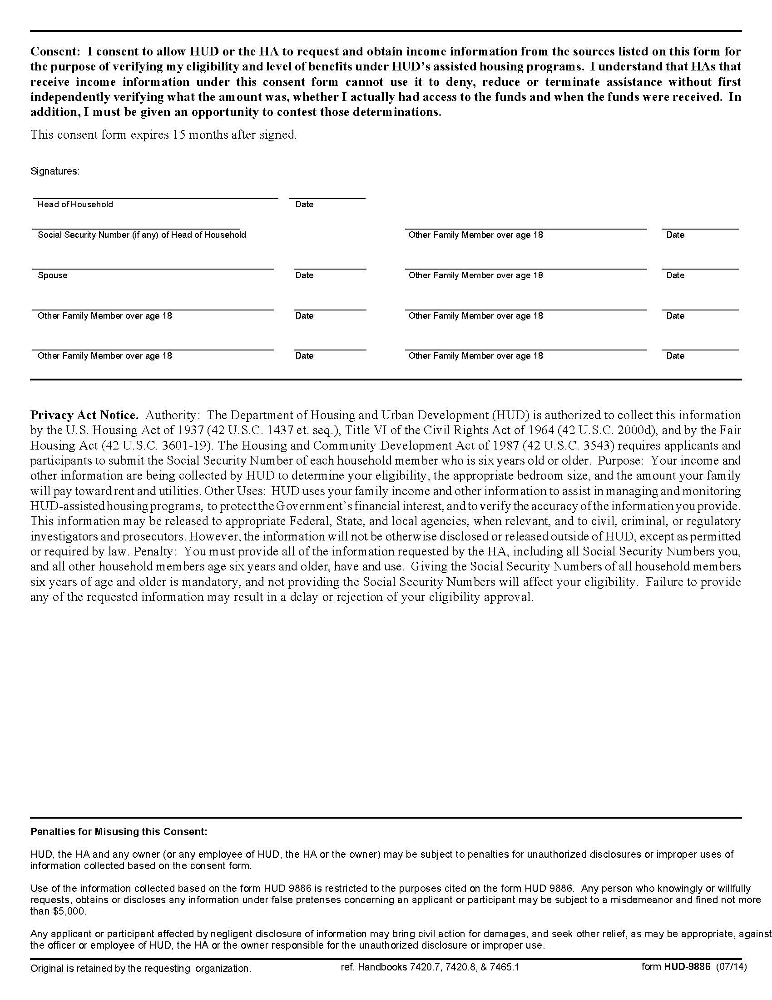 Consent: I consent to allow HUD or the HA to request and obtain income information from the sources listed on this form for
the purpose of verifying my eligibility and level of benefits under HUD’s assisted housing programs. I understand that HAs that
receive income information under this consent form cannot use it to deny, reduce or terminate assistance without first
independently verifying what the amount was, whether I actually had access to the funds and when the funds were received. In
addition, I must be given an opportunity to contest those determinations.
This consent form expires 15 months after signed.
Signatures:
Head of Household Date
Social Security Number (if any) of Head of Household Other Family Member over age 18 Date
Spouse Date Other Family Member over age 18 Date
Other Family Member over age 18 Date Other Family Member over age 18 Date
Other Family Member over age 18 Date Other Family Member over age 18 Date
Privacy Act Notice. Authority: The Department of Housing and Urban Development (HUD) is authorized to collect this information
by the U.S. Housing Act of 1937 (42 U.S.C. 1437 et. seq.), Title VI of the Civil Rights Act of 1964 (42 U.S.C. 2000d), and by the Fair
Housing Act (42 U.S.C. 3601-19). The Housing and Community Development Act of 1987 (42 U.S.C. 3543) requires applicants and
participants to submit the Social Security Number of each household member who is six years old or older. Purpose: Your income and
other information are being collected by HUD to determine your eligibility, the appropriate bedroom size, and the amount your family
will pay toward rent and utilities. Other Uses: HUD uses your family income and other information to assist in managing and monitoring
HUD-assisted housing programs, to protect the Government’s financial interest, and to verify the accuracy of the information you provide.
This information may be released to appropriate Federal, State, and local agencies, when relevant, and to civil, criminal, or regulatory
investigators and prosecutors. However, the information will not be otherwise disclosed or released outside of HUD, except as permitted
or required by law. Penalty: You must provide all of the information requested by the HA, including all Social Security Numbers you,
and all other household members age six years and older, have and use. Giving the Social Security Numbers of all household members
six years of age and older is mandatory, and not providing the Social Security Numbers will affect your eligibility. Failure to provide
any of the requested information may result in a delay or rejection of your eligibility approval.
Penalties for Misusing this Consent:
HUD, the HA and any owner (or any employee of HUD, the HA or the owner) may be subject to penalties for unauthorized disclosures or improper uses of
information collected based on the consent form.
Use of the information collected based on the form HUD 9886 is restricted to the purposes cited on the form HUD 9886. Any person who knowingly or willfully
requests, obtains or discloses any information under false pretenses concerning an applicant or participant may be subject to a misdemeanor and fined not more
than $5,000.
Any applicant or participant affected by negligent disclosure of information may bring civil action for damages, and seek other relief, as may be appropriate, against
the officer or employee of HUD, the HA or the owner responsible for the unauthorized disclosure or improper use.
Original is retained by the requesting organization. ref. Handbooks 7420.7, 7420.8, & 7465.1 form HUD-9886 (07/14)